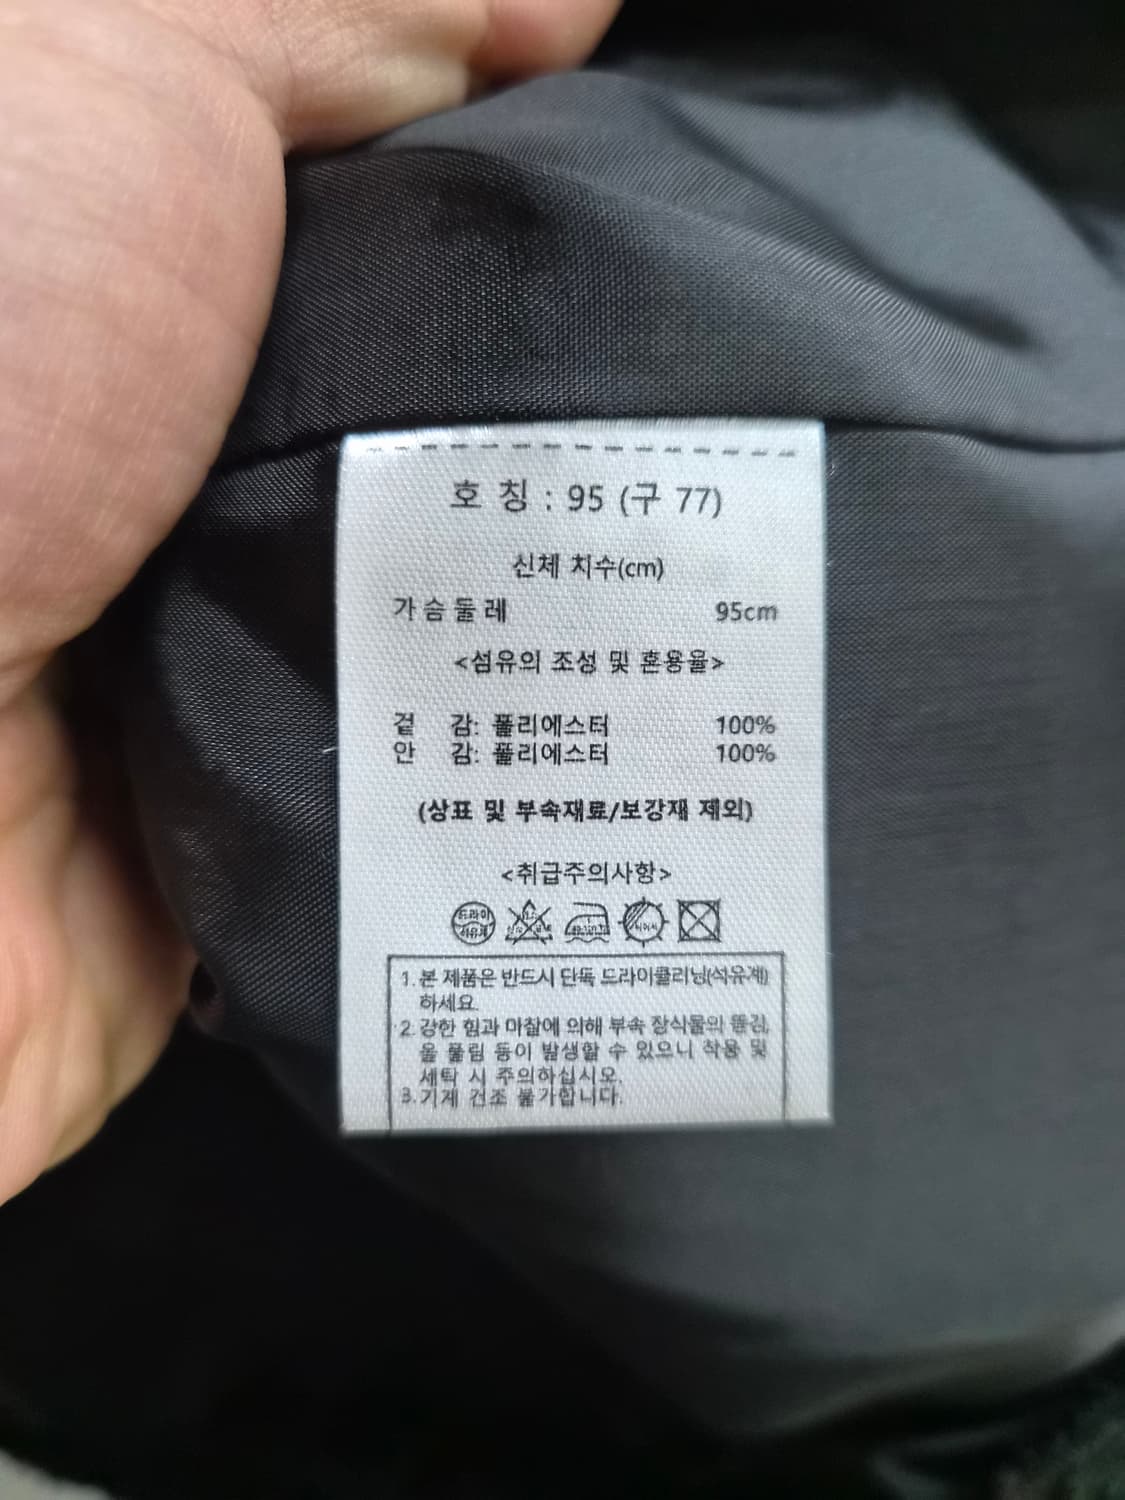 호 칭 : 95 (구 77)
신체 치수(cm)
가슴둘레 95cm
<섬유의 조성 및 혼용율>
겉 감: 폴리에스터 100%
안 감: 폴리에스터 100%
(상표 및 부속재료/보강재 제외)
<취급주의사항>
드라이
석유계
1. 본 제품은 반드시 단독 드라이클리닝(석유계)
하세요.
2. 강한 힘과 마찰에 의해 부속 장식물의 뜯김,
올 풀림 등이 발생할 수 있으니 착용 및
세탁 시 주의하십시오.
3. 기계 건조 불가합니다.